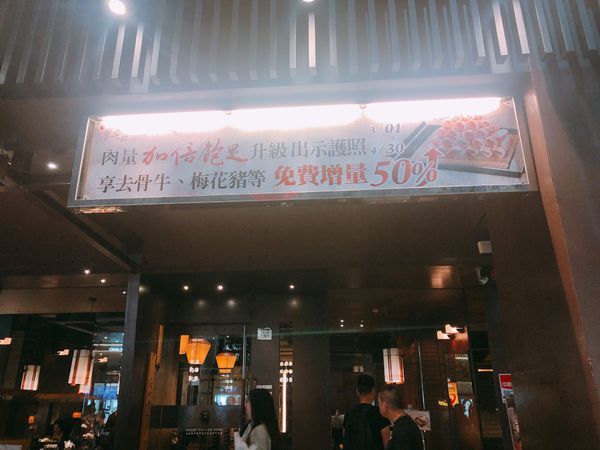 肉量加倍飽足升級 出示護照 3/01
4/30
享去骨牛、梅花豬等 免費增量50%